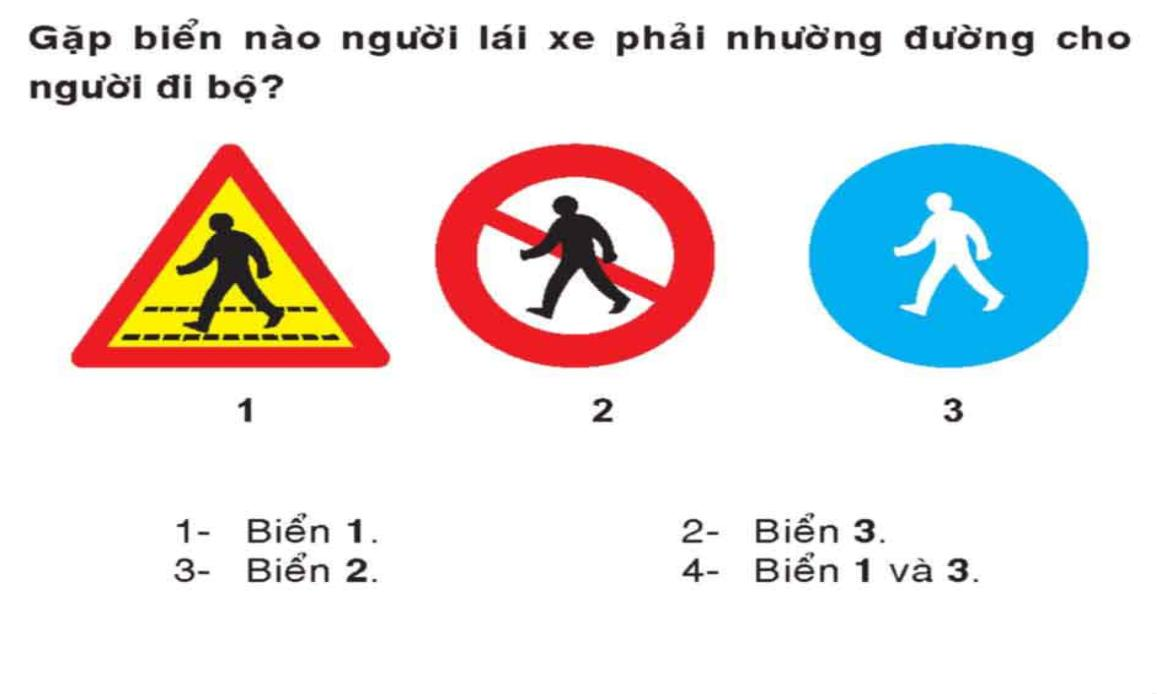 Gặp biển nào người lái xe phải nhường đường cho
người đi bộ?
1 2 3
1- Biển 1. 2- Biển 3.
3- Biển 2. 4- Biển 1 và 3.